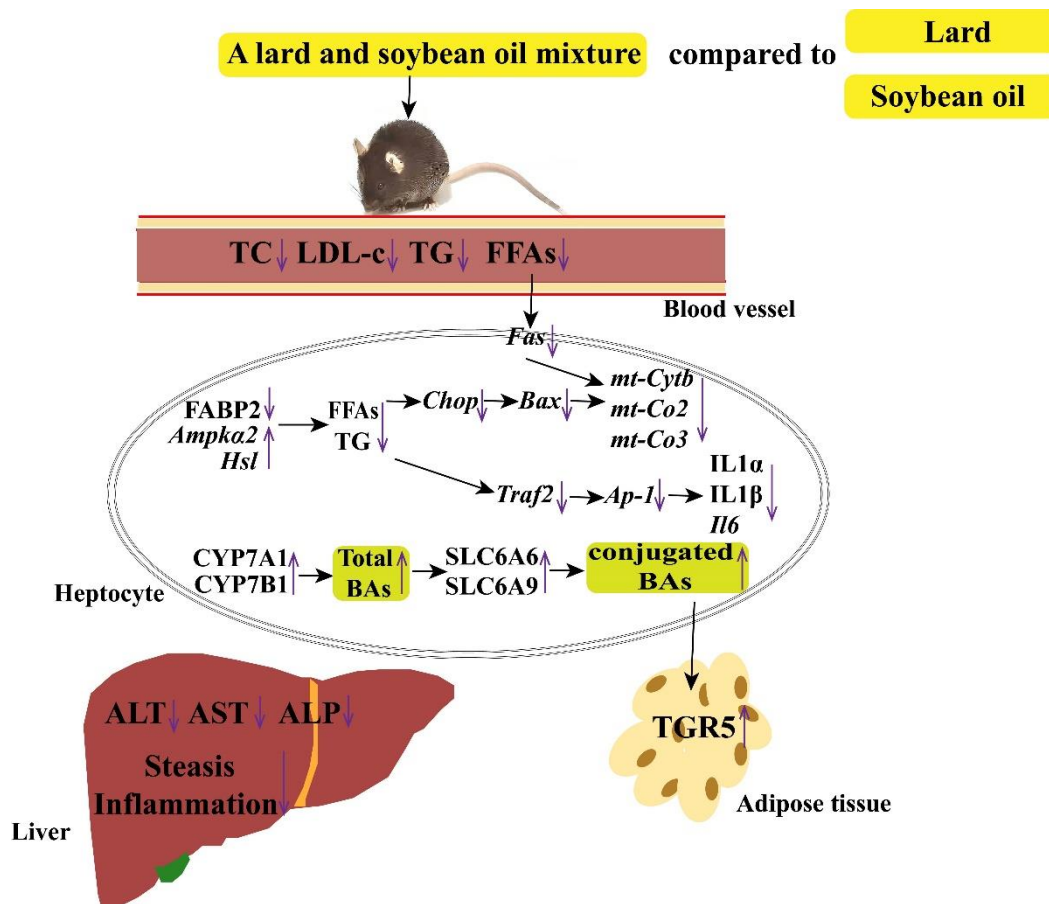 A lard and soybean oil mixture compared to
Lard
Soybean oil
TC↓ LDL-c↓ TG↓ FFAs↓
Blood vessel
Fas↓
FABP2↓
Ampkα2↑
Hsl
FFAs↓
TG
Chop↓
Bax↓
mt-Cytb↓
mt-Co2
mt-Co3
Traf2↓
Ap-1↓
IL1α↓
IL1β
Il6
CYP7A1↑
CYP7B1
Total↑
BAs
SLC6A6↑
SLC6A9
conjugated↑
BAs
Heptocyte
ALT↓ AST↓ ALP↓
Steasis
Inflammation↓
Liver
TGR5↑
Adipose tissue